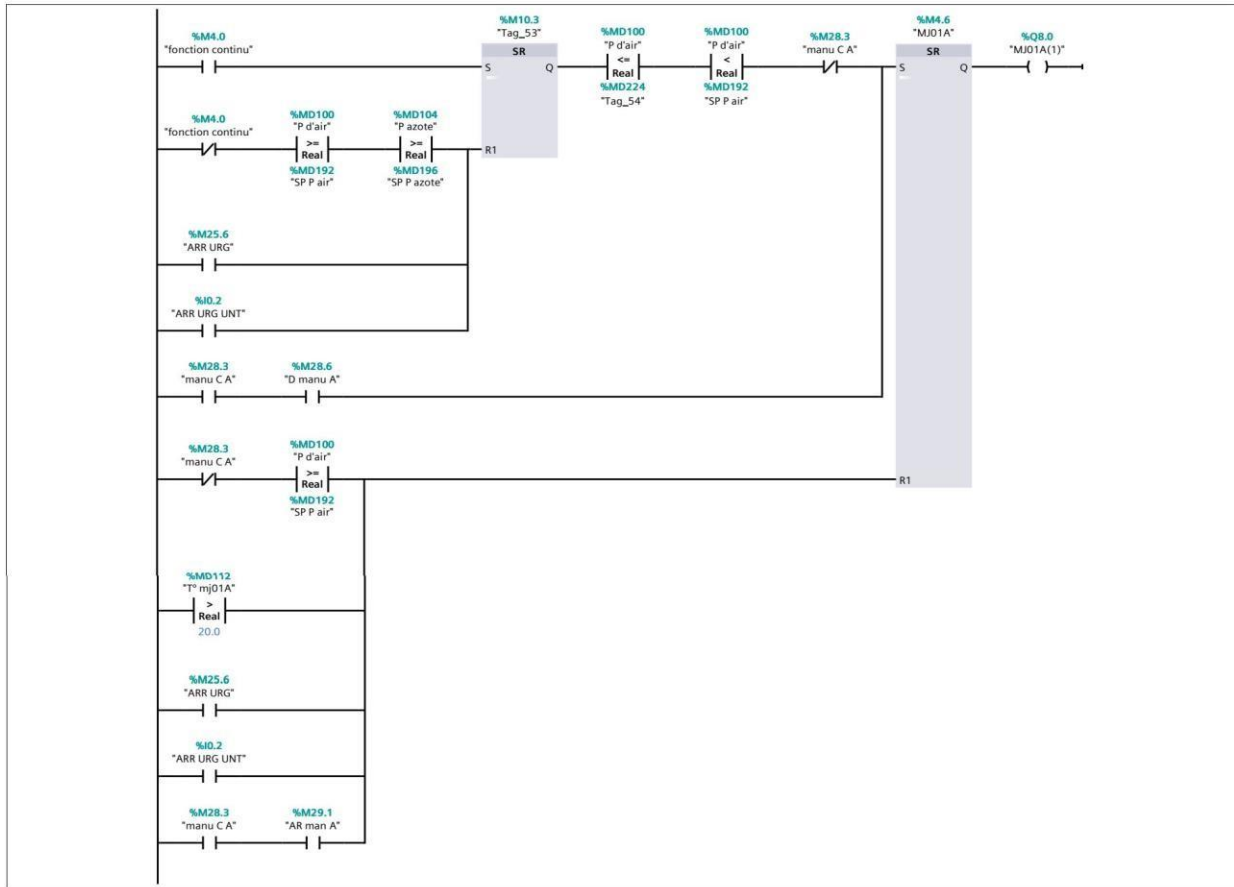 %M10.3
"Tag_53"
%M4.6
"MJ01A"
%M4.0
"fonction continu"
SR
S
Q
%MD100
"P d'air"
<=
Real
%MD224
"Tag_54"
%MD100
"P d'air"
<
Real
%MD192
"SP P air"
%M28.3
"manu C A"
SR
S
Q
%Q8.0
"MJ01A(1)"
%M4.0
"fonction continu"
%MD100
"P d'air"
>=
Real
%MD192
"SP P air"
%MD104
"P azote"
>=
Real
%MD196
"SP P azote"
R1
%M25.6
"ARR URG"
%I0.2
"ARR URG UNT"
%M28.3
"manu C A"
%M28.6
"D manu A"
%M28.3
"manu C A"
%MD100
"P d'air"
>=
Real
%MD192
"SP P air"
R1
%MD112
"Tº mj01A"
>
Real
20.0
%M25.6
"ARR URG"
%I0.2
"ARR URG UNT"
%M28.3
"manu C A"
%M29.1
"AR man A"